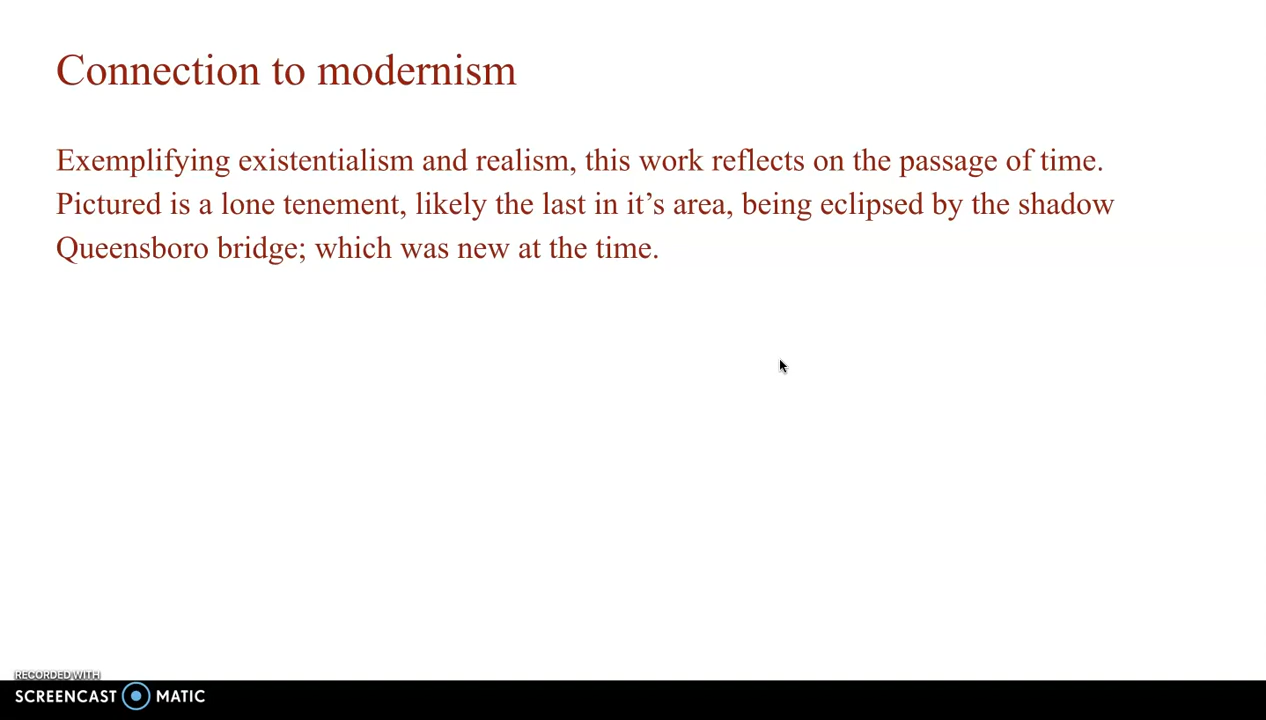 Connection to modernism
Exemplifying existentialism and realism, this work reflects on the passage of time.
Pictured is a lone tenement, likely the last in it’s area, being eclipsed by the shadow
Queensboro bridge; which was new at the time.
RECORDED WITH
SCREENCAST MATIC